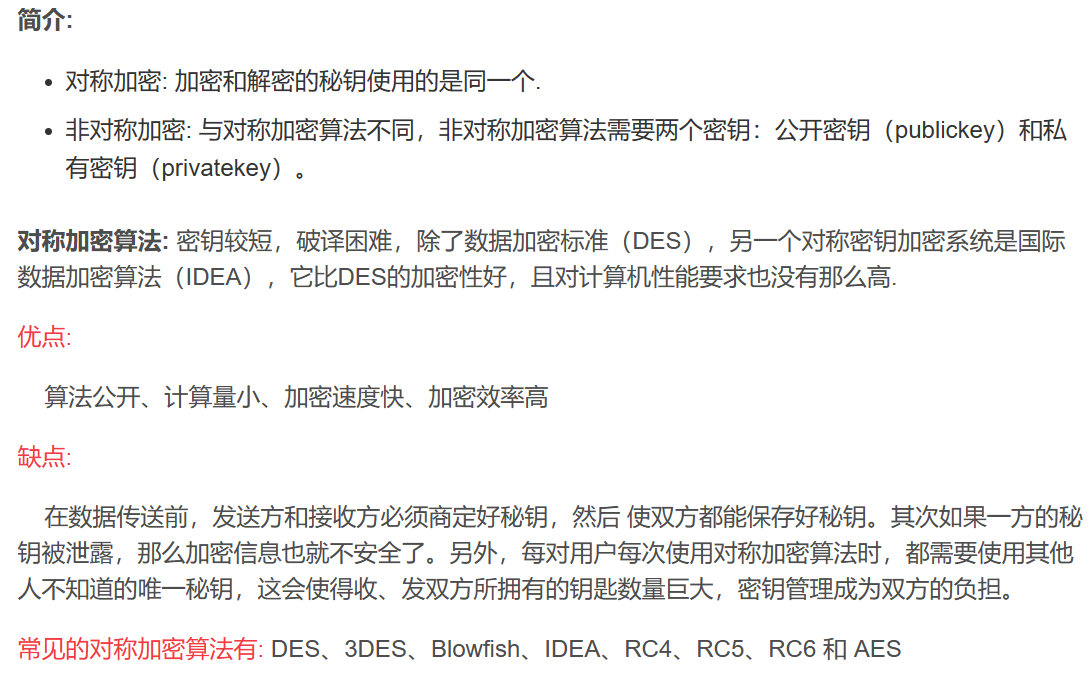 简介:
• 对称加密: 加密和解密的秘钥使用的是同一个.
• 非对称加密: 与对称加密算法不同，非对称加密算法需要两个密钥：公开密钥（publickey）和私
有密钥（privatekey）。
对称加密算法: 密钥较短，破译困难，除了数据加密标准（DES），另一个对称密钥加密系统是国际
数据加密算法（IDEA），它比DES的加密性好，且对计算机性能要求也没有那么高.
优点:
算法公开、计算量小、加密速度快、加密效率高
缺点:
在数据传送前，发送方和接收方必须商定好秘钥，然后 使双方都能保存好秘钥。其次如果一方的秘
钥被泄露，那么加密信息也就不安全了。另外，每对用户每次使用对称加密算法时，都需要使用其他
人不知道的唯一秘钥，这会使得收、发双方所拥有的钥匙数量巨大，密钥管理成为双方的负担。
常见的对称加密算法有: DES、3DES、Blowfish、IDEA、RC4、RC5、RC6 和 AES